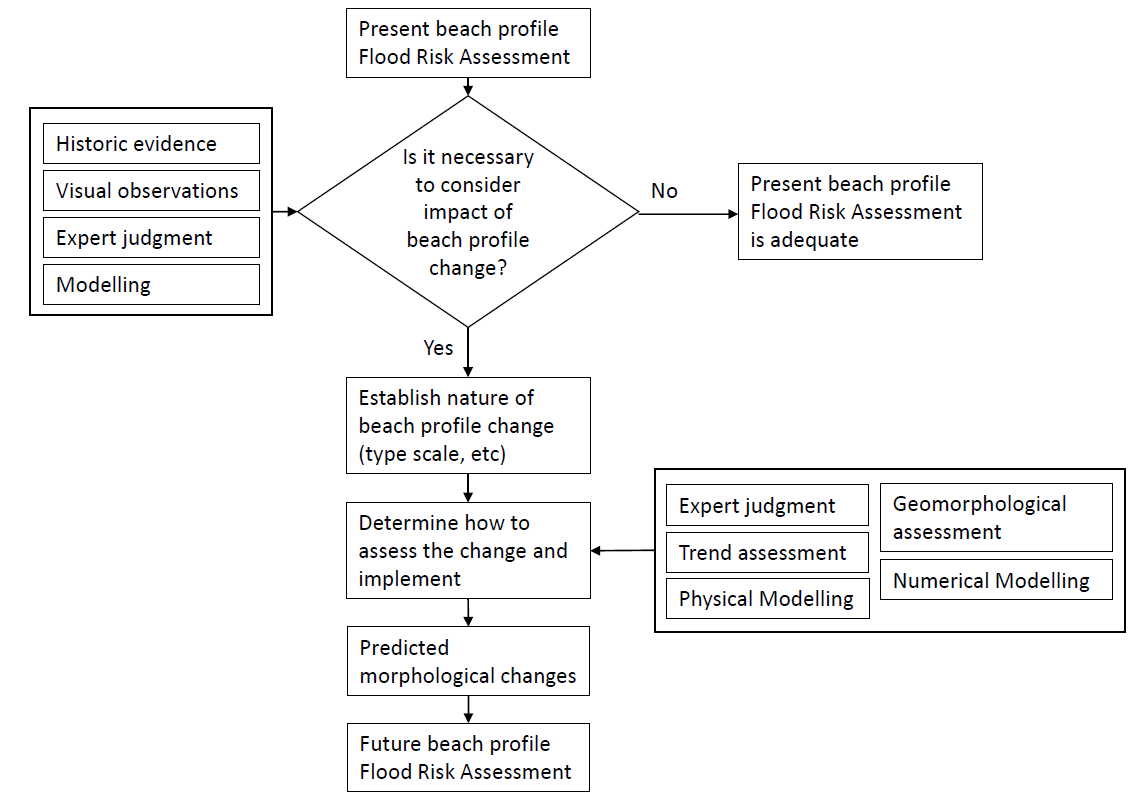 Present beach profile
Flood Risk Assessment
Historic evidence
Visual observations
Expert judgment
Modelling
Is it necessary
to consider
impact of
beach profile
change?
No
Present beach profile
Flood Risk Assessment
is adequate
Yes
Establish nature of
beach profile change
(type scale, etc)
Determine how to
assess the change and
implement
Expert judgment
Trend assessment
Physical Modelling
Geomorphological
assessment
Numerical Modelling
Predicted
morphological changes
Future beach profile
Flood Risk Assessment